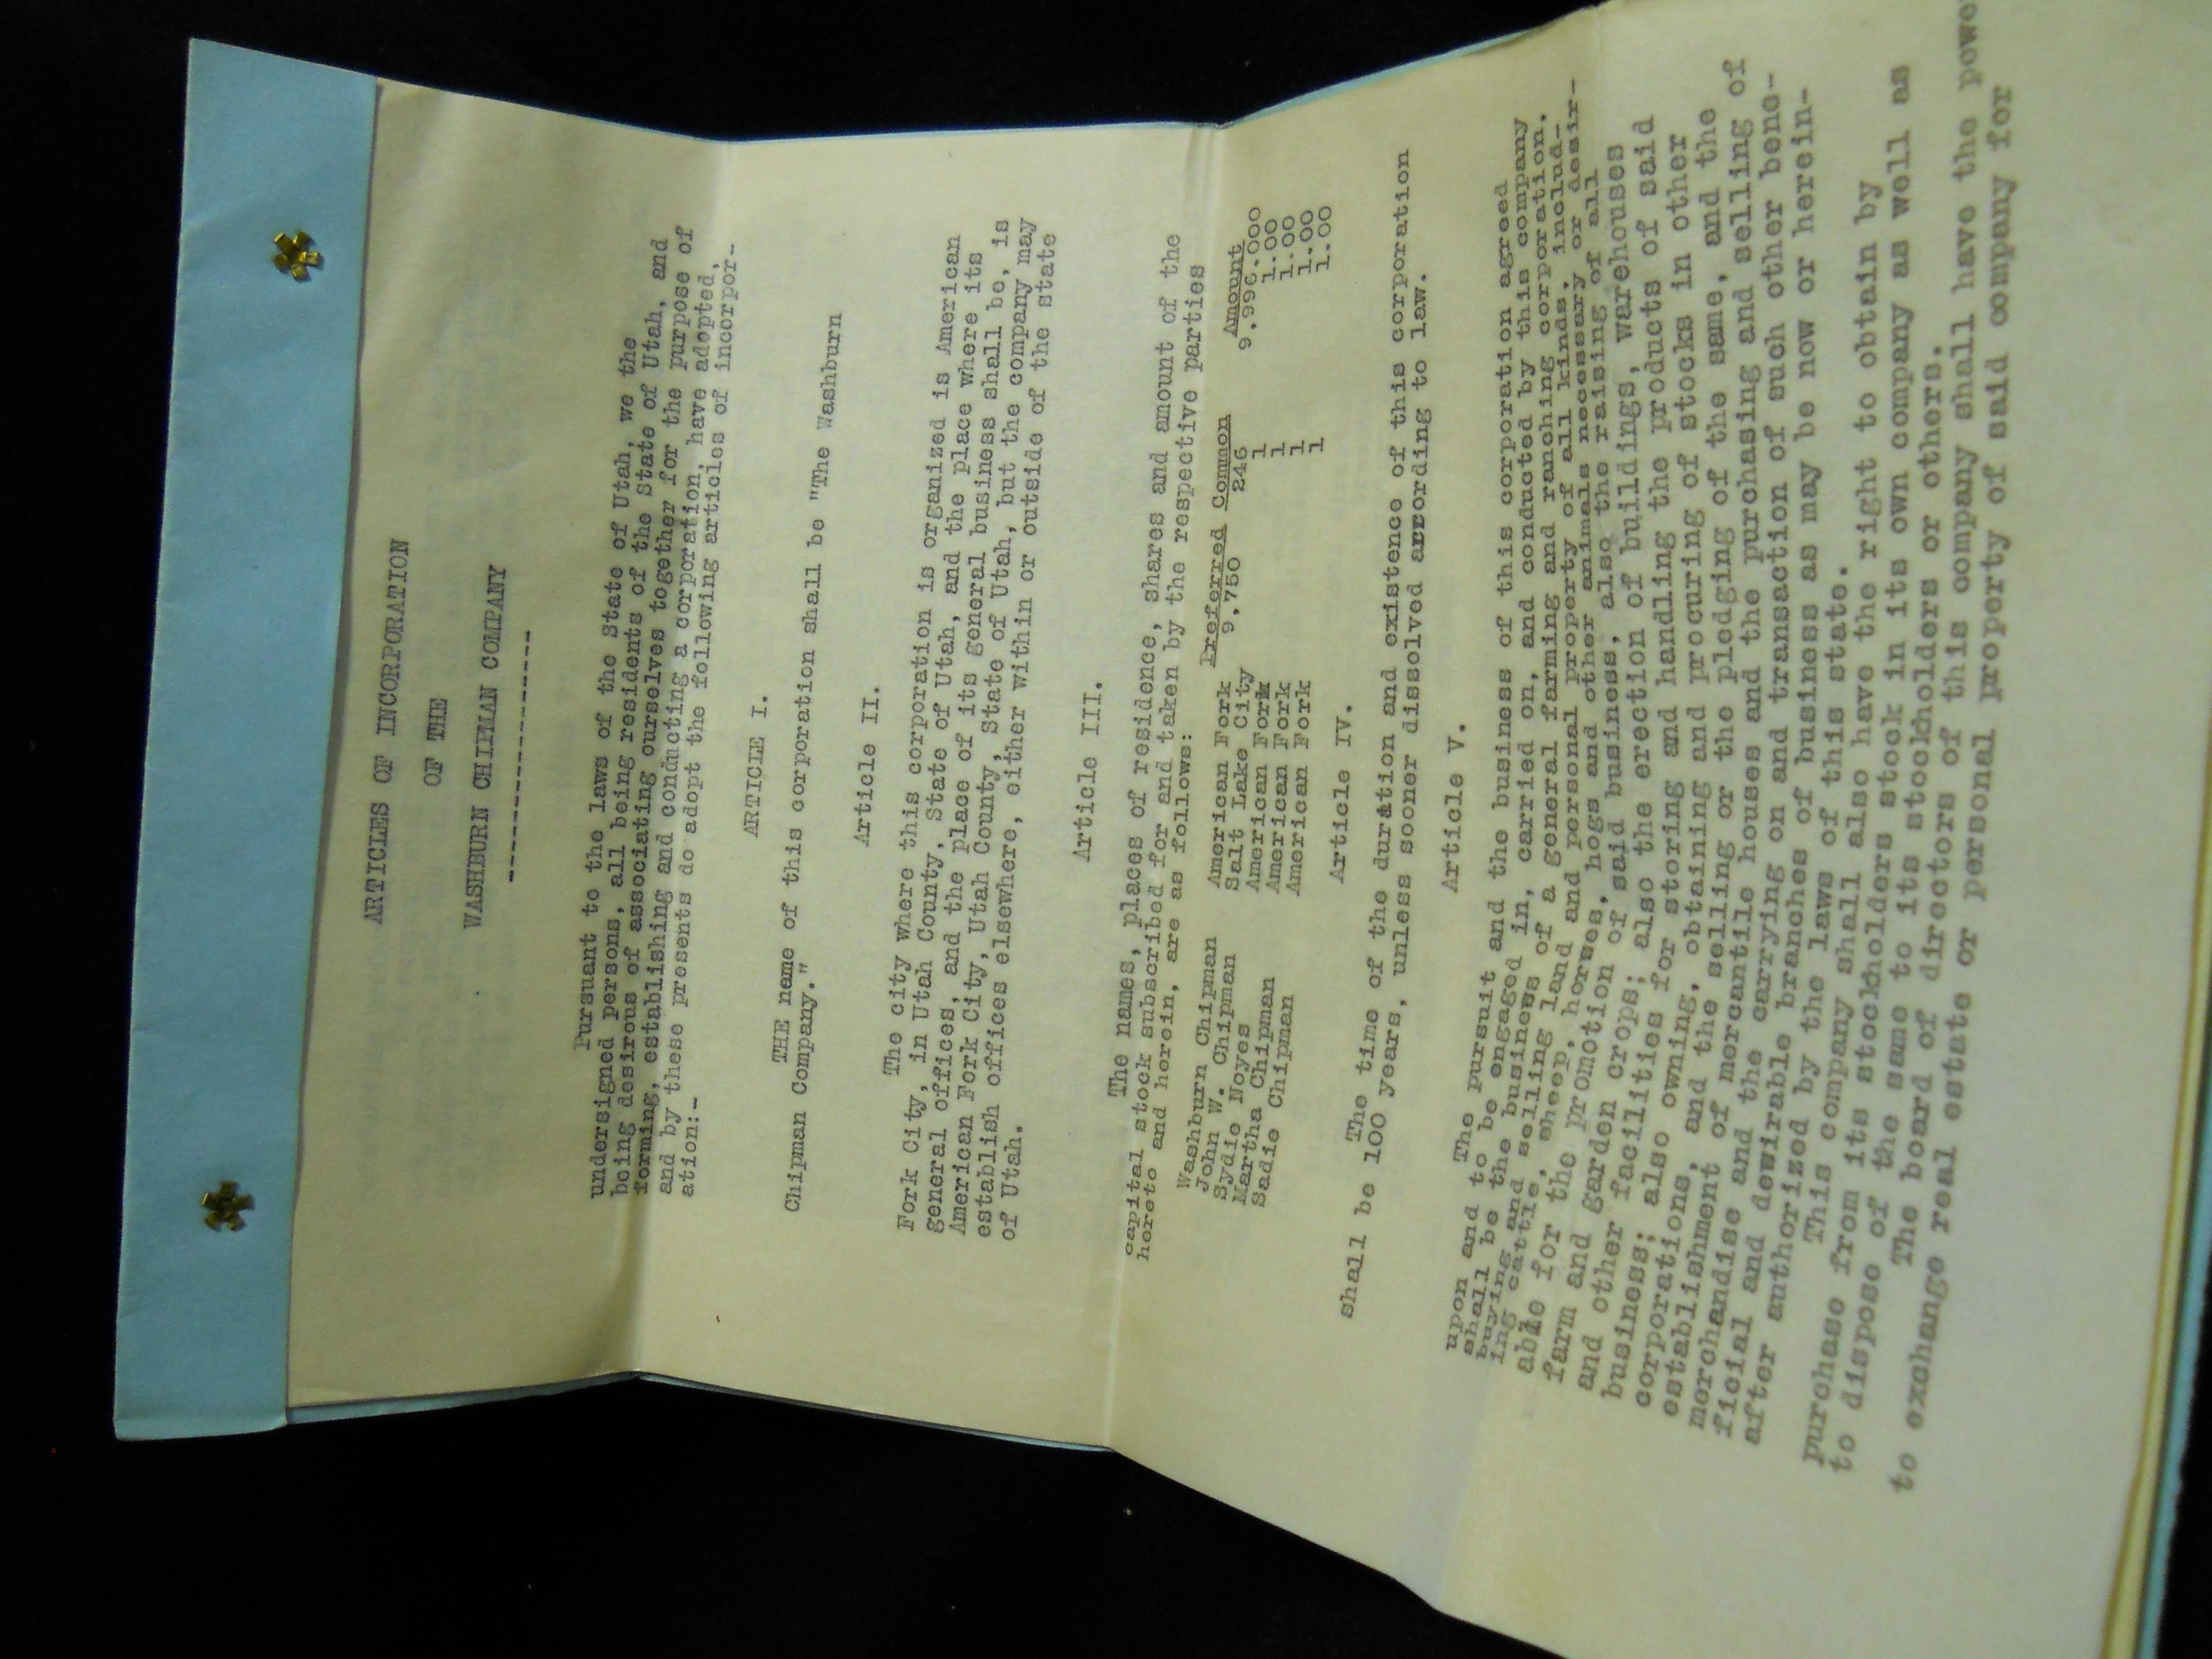 ARTICLES OF INCORPORATION
OF THE
WASHBURN CHIPMAN COMPANY
------------------
Pursuant to the laws of the State of Utah, we the
undersigned persons, all being residents of the State of Utah, and
being desirous of associating ourselves together for the purpose of
forming, establishing and conducting a corporation, have adopted,
and by these presents do adopt the following articles of incorpor-
ation:-
ARTICLE I.
THE name of this corporation shall be "The Washburn
Chipman Company."
Article II.
The city where this corporation is organized is American
Fork City, in Utah County, State of Utah, and the place where its
general offices, and the place of its general business shall be, is
American Fork City, Utah County, State of Utah, but the company may
establish offices elsewhere, either within or outside of the state
of Utah.
Article III.
The names, places of residence, shares and amount of the
capital stock subscribed for and taken by the respective parties
hereto and herein, are as follows:
Preferred Common Amount
Washburn Chipman American Fork 9,750 246 9,996.000
John W. Chipman Salt Lake City 1 1.00
Sydie Noyes American Fork 1 1.00
Martha Chipman American Fork 1 1.00
Sadie Chipman American Fork 1 1.00
Article IV.
The time of the duration and existence of this corporation
shall be 100 years, unless sooner dissolved according to law.
Article V.
The pursuit and the business of this corporation agreed
upon and to be engaged in, carried on, and conducted by this company
shall be the business of a general farming and ranching corporation,
buying and selling land and personal property of all kinds, includ-
ing cattle, sheep, horses, hogs and other animals necessary or desir-
able for the promotion of said business, also the raising of all
farm and garden crops; also the erection of buildings, warehouses
and other facilities for storing and handling the products of said
business; also owning, obtaining and procuring of stocks in other
corporations, and the selling or the pledging of the same, and the
establishment of mercantile houses and the purchasing and selling of
merchandise and the carrying on and transaction of such other bene-
ficial and desirable branches of business as may be now or herein-
after authorized by the laws of this state.
This company shall also have the right to obtain by
purchase from its stockholders stock in its own company as well as
to dispose of the same to its stockholders or others.
The board of directors of this company shall have the power
to exchange real estate or personal property of said company for